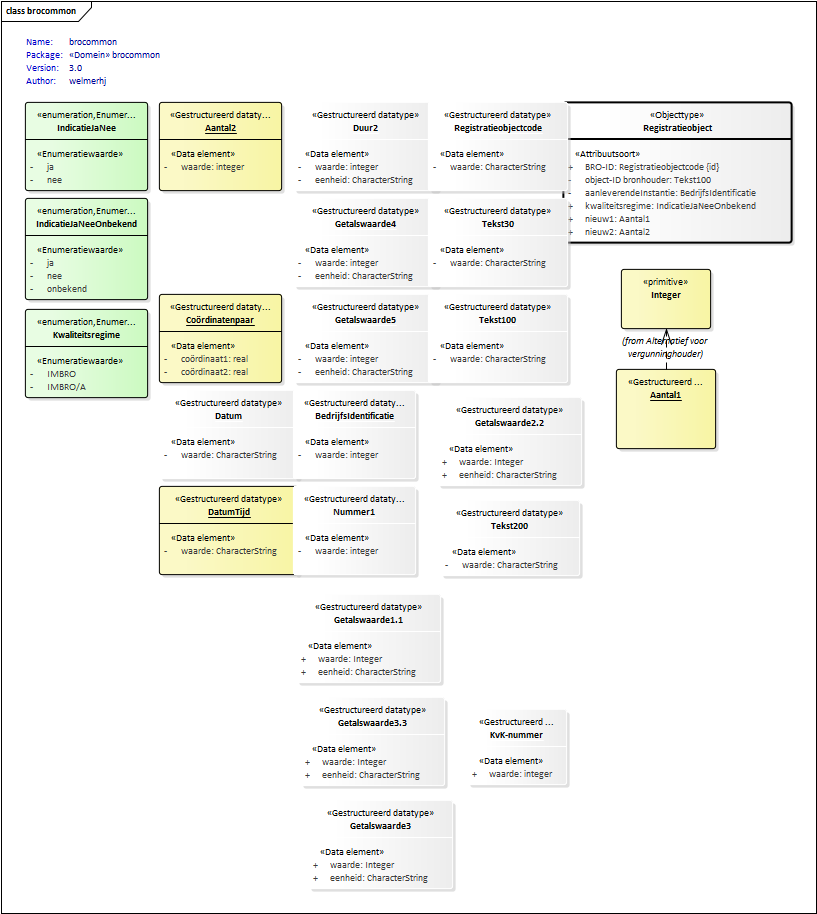 class brocommon
Name: brocommon
Package: «Domein» brocommon
Version: 3.0
Author: welmerhj
«enumeration,Enumer...
IndicatieJaNee
«Enumeratiewaarde»
- ja
- nee
«Gestructureerd dataty...
Aantal2
«Data element»
- waarde: integer
«Gestructureerd datatype»
Duur2
«Data element»
- waarde: integer
- eenheid: CharacterString
«Gestructureerd datatype»
Registratieobjectcode
«Data element»
- waarde: CharacterString
«Objecttype»
Registratieobject
«Attribuutsoort»
+ BRO-ID: Registratieobjectcode {id}
- object-ID bronhouder: Tekst100
- aanleverendeInstantie: BedrijfsIdentificatie
+ kwaliteitsregime: IndicatieJaNeeOnbekend
+ nieuw1: Aantal1
+ nieuw2: Aantal2
«enumeration,Enumer...
IndicatieJaNeeOnbekend
«Enumeratiewaarde»
- ja
- nee
- onbekend
«Gestructureerd datatype»
Getalswaarde4
«Data element»
- waarde: integer
- eenheid: CharacterString
«Gestructureerd datatype»
Tekst30
«Data element»
- waarde: CharacterString
«primitive»
Integer
(from Alternatief voor
vergunninghouder)
«enumeration,Enumer...
Kwaliteitsregime
«Enumeratiewaarde»
- IMBRO
- IMBRO/A
«Gestructureerd dataty...
Coördinatenpaar
«Data element»
- coördinaat1: real
- coördinaat2: real
«Gestructureerd datatype»
Getalswaarde5
«Data element»
- waarde: integer
- eenheid: CharacterString
«Gestructureerd datatype»
Tekst100
«Data element»
- waarde: CharacterString
«Gestructureerd ...
Aantal1
«Gestructureerd datatype»
Datum
«Data element»
- waarde: CharacterString
«Gestructureerd dataty...
BedrijfsIdentificatie
«Data element»
- waarde: integer
«Gestructureerd datatype»
Getalswaarde2.2
«Data element»
+ waarde: Integer
+ eenheid: CharacterString
«Gestructureerd datatype»
DatumTijd
«Data element»
- waarde: CharacterString
«Gestructureerd dataty...
Nummer1
«Data element»
- waarde: integer
«Gestructureerd datatype»
Tekst200
«Data element»
- waarde: CharacterString
«Gestructureerd datatype»
Getalswaarde1.1
«Data element»
+ waarde: Integer
+ eenheid: CharacterString
«Gestructureerd datatype»
Getalswaarde3.3
«Data element»
+ waarde: Integer
+ eenheid: CharacterString
«Gestructureerd ...
KvK-nummer
«Data element»
+ waarde: integer
«Gestructureerd datatype»
Getalswaarde3
«Data element»
+ waarde: Integer
+ eenheid: CharacterString